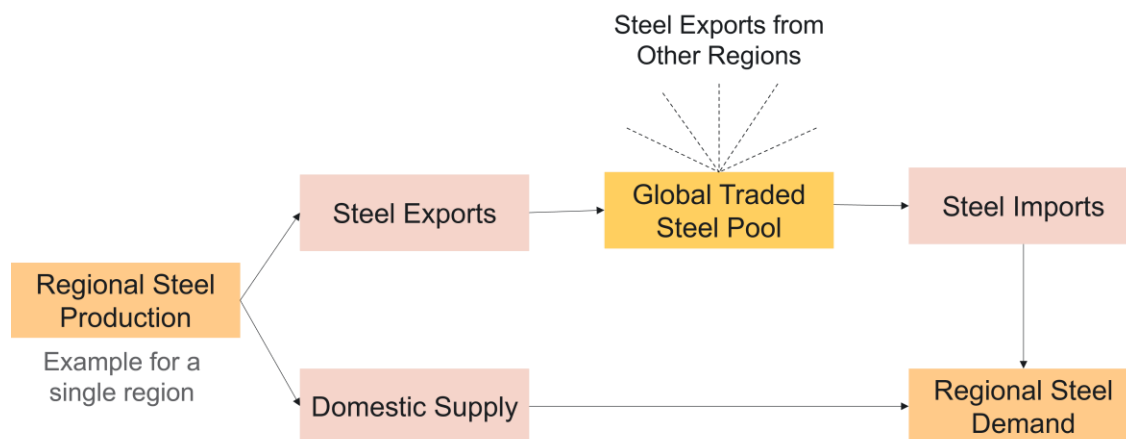 Steel Exports from
Other Regions
Steel Exports
Global Traded
Steel Pool
Steel Imports
Regional Steel
Production
Example for a
single region
Domestic Supply
Regional Steel
Demand